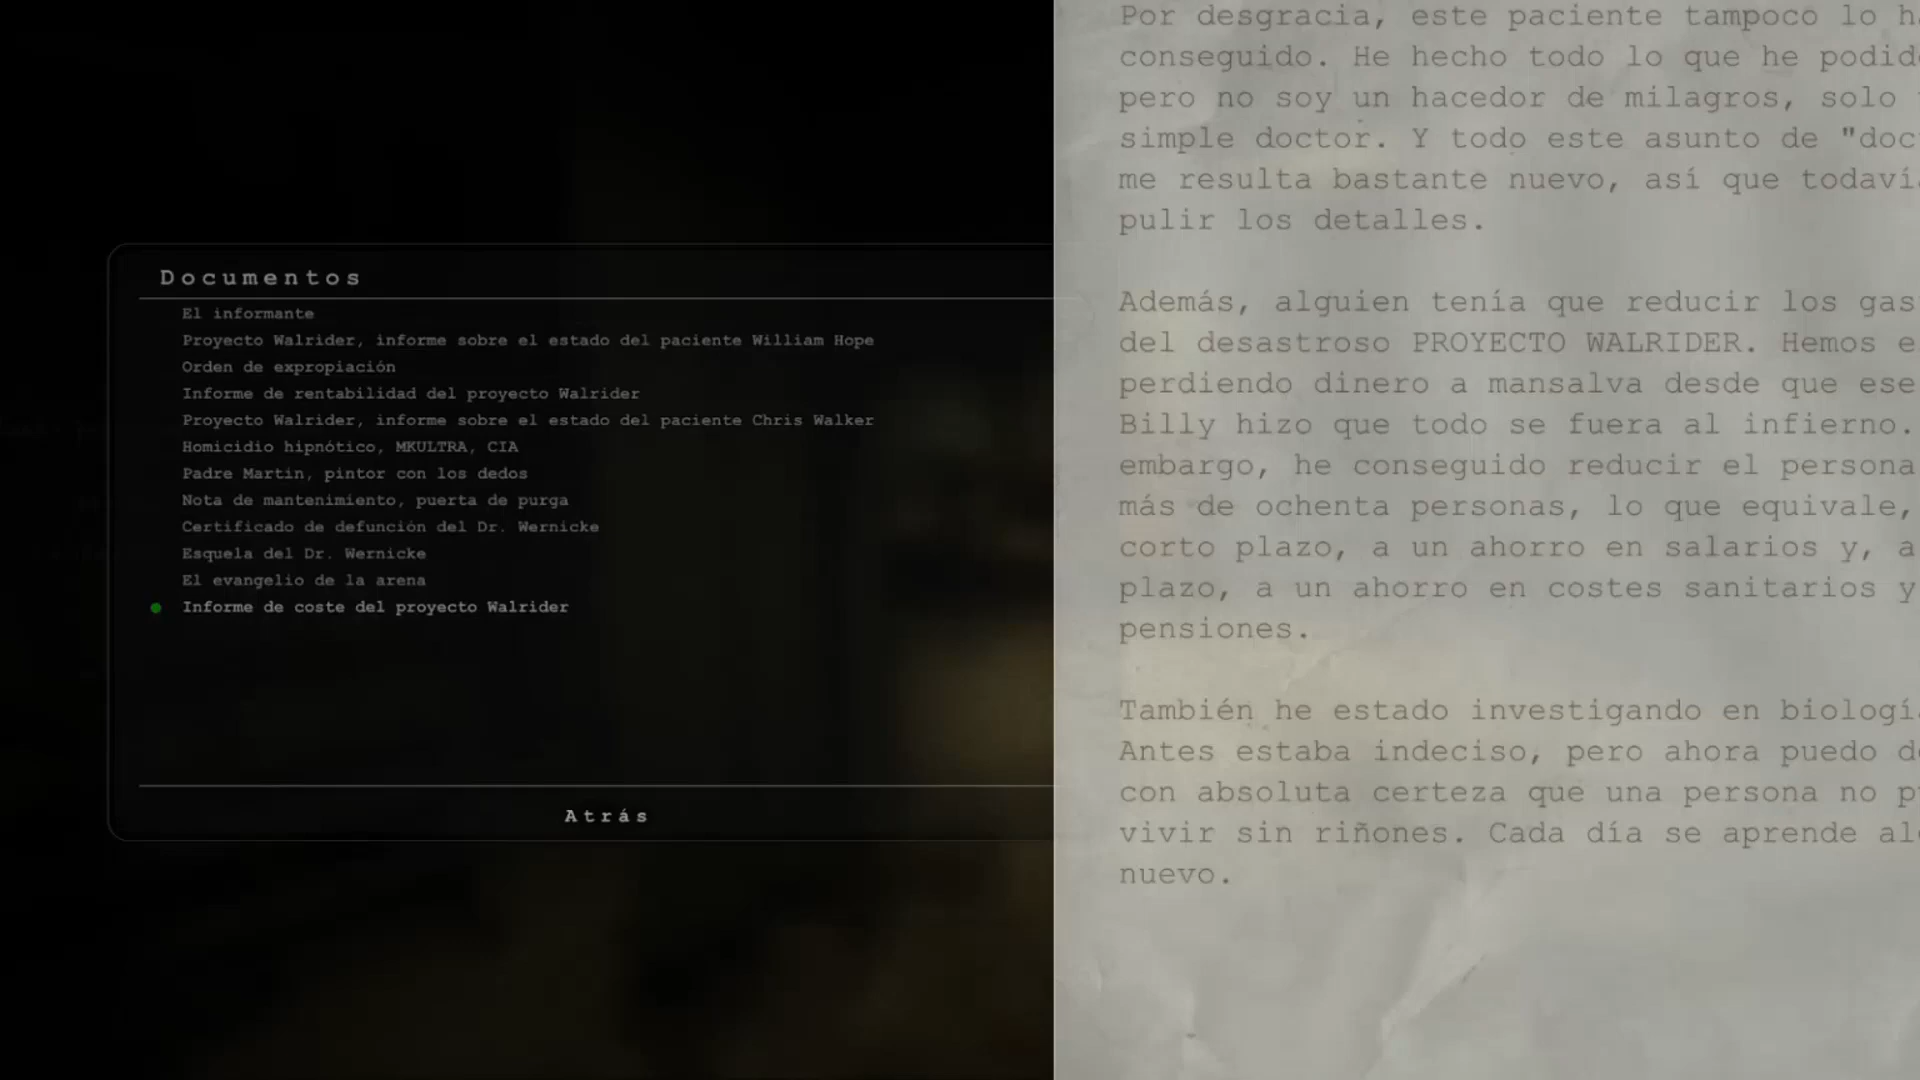 Documentos
El informante
Proyecto Walrider, informe sobre el estado del paciente William Hope
Orden de expropiación
Informe de rentabilidad del proyecto Walrider
Proyecto Walrider, informe sobre el estado del paciente Chris Walker
Homicidio hipnótico, MKULTRA, CIA
Padre Martin, pintor con los dedos
Nota de mantenimiento, puerta de purga
Certificado de defunción del Dr. Wernicke
Esquela del Dr. Wernicke
El evangelio de la arena
Informe de coste del proyecto Walrider
Atrás
Por desgracia, este paciente tampoco lo
conseguido. He hecho todo lo que he
pero no soy un hacedor de milagros, solo
simple doctor. Y todo este asunto de "doc
me resulta bastante nuevo, así que
pulir los detalles.
Además, alguien tenía que reducir los
del desastroso PROYECTO WALRIDER. Hemos
perdiendo dinero a mansalva desde que ese
Billy hizo que todo se fuera al infierno.
embargo, he conseguido reducir el
más de ochenta personas, lo que equivale,
corto plazo, a un ahorro en salarios y, a
plazo, a un ahorro en costes sanitarios y
pensiones.
También he estado investigando en
Antes estaba indeciso, pero ahora puedo
con absoluta certeza que una persona no
vivir sin riñones. Cada día se aprende
nuevo.